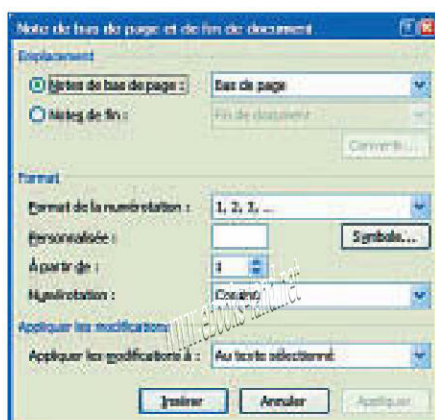 Note de bas de page et de fin de document
Emplacement
Notes de bas de page : Bas de page
Notes de fin : Fin de document
Convertir...
Format
Format de la numérotation : 1, 2, 3, ...
Personnalisée : Symbole...
À partir de : 1
Numérotation : Continu
Appliquer les modifications
Appliquer les modifications à : Au texte sélectionné
Insérer Annuler Appliquer